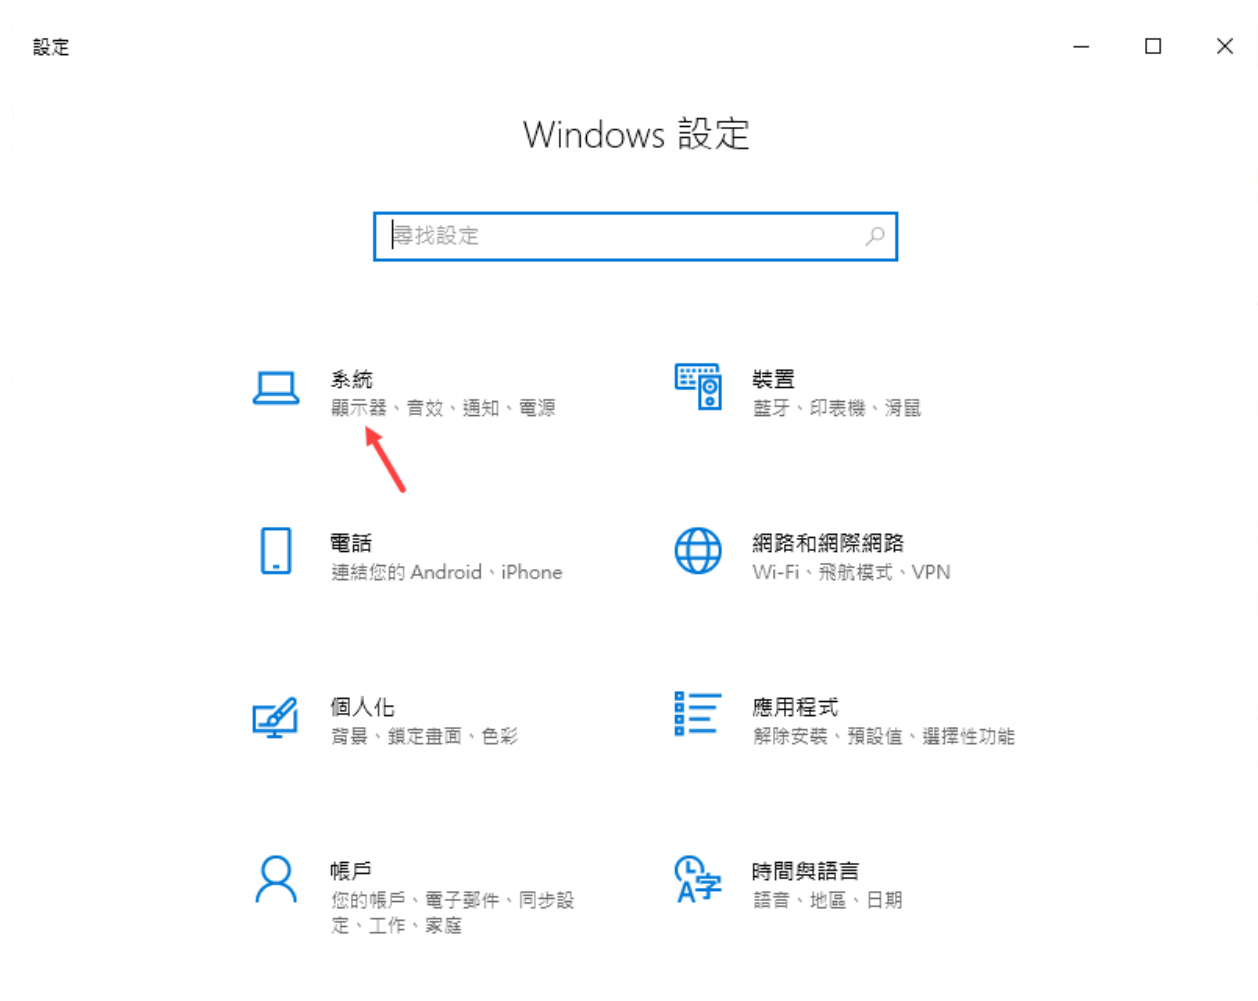 設定
Windows 設定
尋找設定
系統
顯示器、音效、通知、電源
裝置
藍牙、印表機、滑鼠
電話
連結您的 Android、iPhone
網路和網際網路
Wi-Fi、飛航模式、VPN
個人化
背景、鎖定畫面、色彩
應用程式
解除安裝、預設值、選擇性功能
帳戶
您的帳戶、電子郵件、同步設
定、工作、家庭
時間與語言
語音、地區、日期